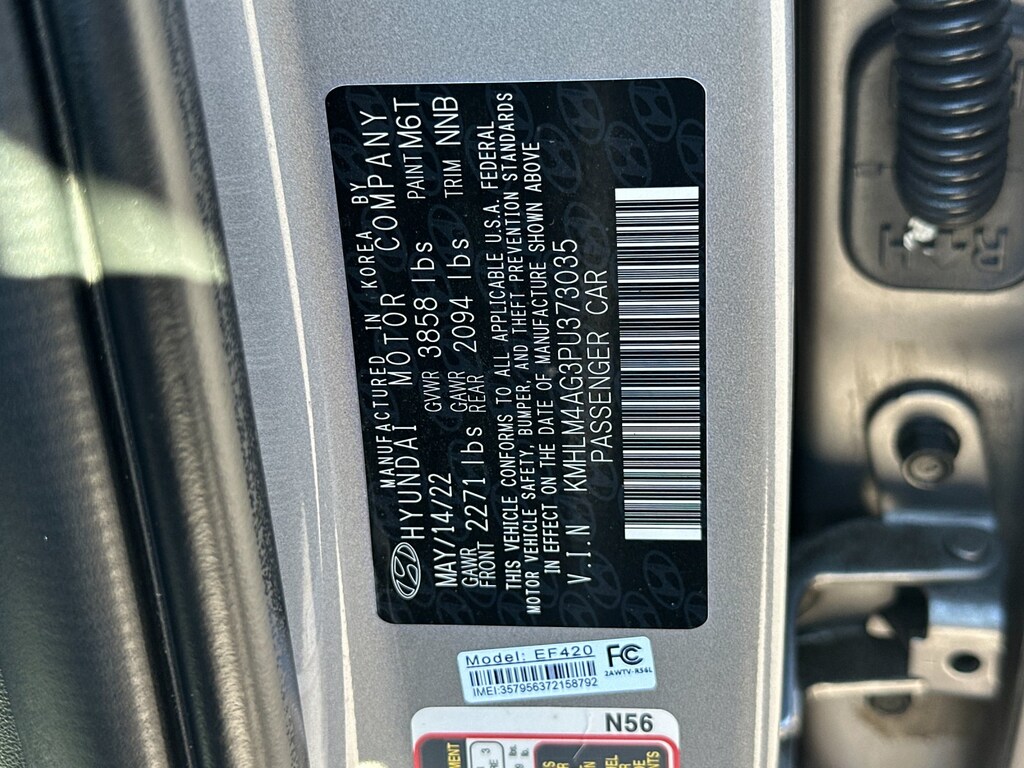 MANUFACTURED IN KOREA BY
HYUNDAI MOTOR COMPANY
MAY/14/22 GVWR 3858 lbs PAINT M6T
GAWR FRONT 2271 lbs GAWR REAR 2094 lbs TRIM NNB
THIS VEHICLE CONFORMS TO ALL APPLICABLE U.S.A. FEDERAL
MOTOR VEHICLE SAFETY, BUMPER, AND THEFT PREVENTION STANDARDS
IN EFFECT ON THE DATE OF MANUFACTURE SHOWN ABOVE
V.I.N KMHLM4AG3PU373035
PASSENGER CAR
Model: EF420
IMEI:357956372158792
FC
2AWTV-R56L
N56
R-LH